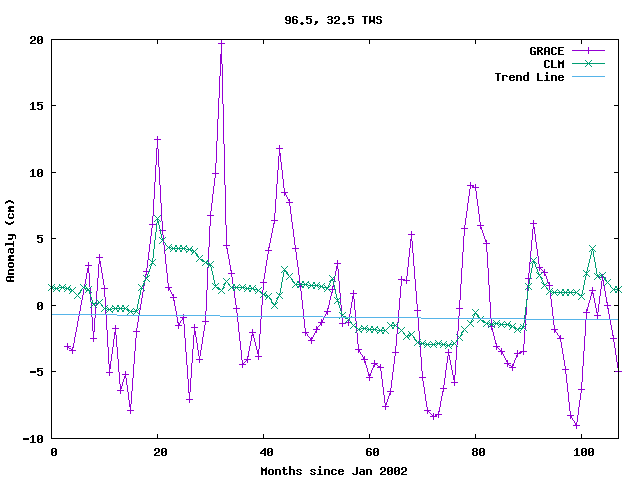 96.5, 32.5 TWS
GRACE
CLM
Trend Line
20
15
10
5
0
-5
-10
Anomaly (cm)
0 20 40 60 80 100
Months since Jan 2002